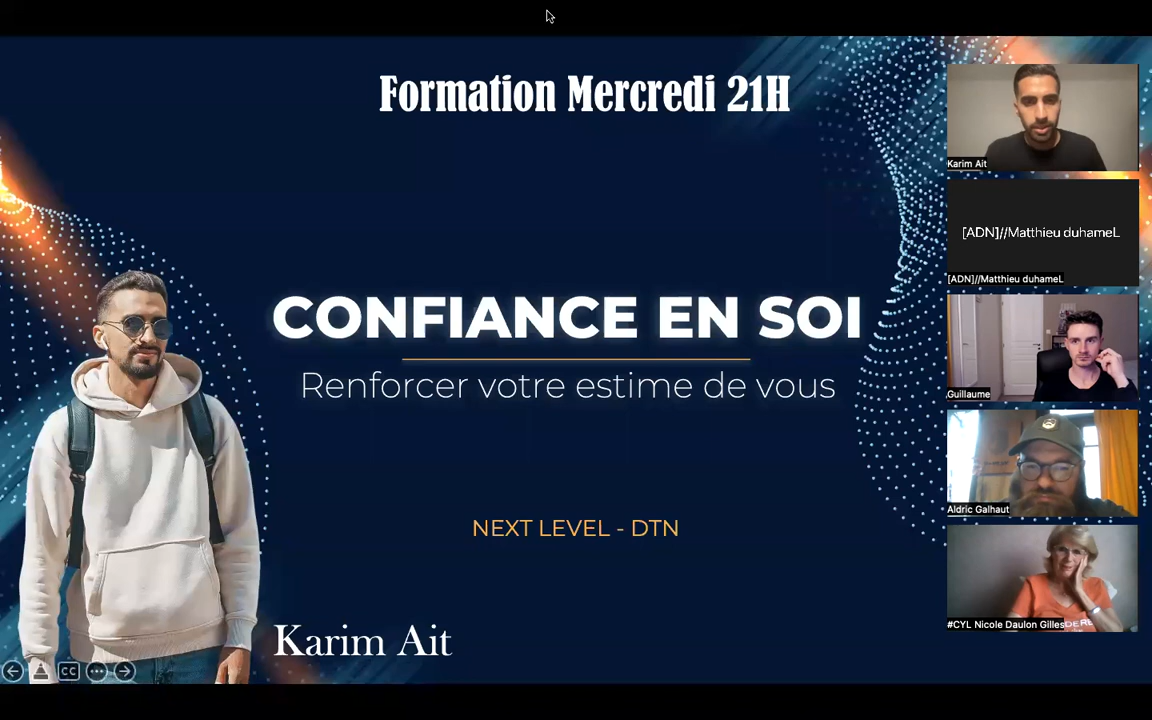 Formation Mercredi 21H
CONFIANCE EN SOI
Renforcer votre estime de vous
NEXT LEVEL - DTN
Karim Ait
Karim Ait
[ADN]//Matthieu duhameL
[ADN]//Matthieu duhameL
Guillaume
Aldric Galhaut
#CYL Nicole Daulon Gilles
CC